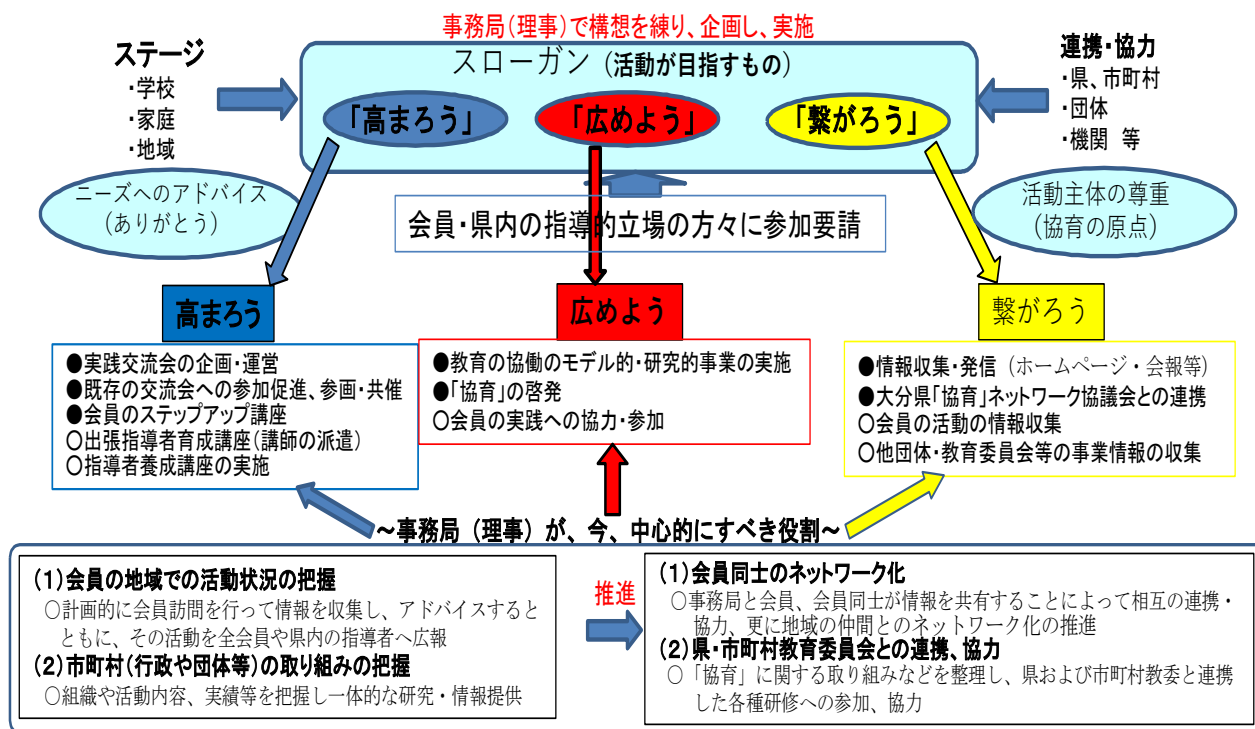 事務局(理事)で構想を練り、企画し、実施
ステージ
・学校
・家庭
・地域
スローガン (活動が目指すもの)
「高まろう」
「広めよう」
「繋がろう」
連携・協力
・県、市町村
・団体
・機関 等
ニーズへのアドバイス
(ありがとう)
会員・県内の指導的立場の方々に参加要請
活動主体の尊重
(協育の原点)
高まろう
●実践交流会の企画・運営
●既存の交流会への参加促進、参画・共催
●会員のステップアップ講座
○出張指導者育成講座(講師の派遣)
○指導者養成講座の実施
広めよう
●教育の協働のモデル的・研究的事業の実施
●「協育」の啓発
○会員の実践への協力・参加
繋がろう
●情報収集・発信 (ホームページ・会報等)
●大分県「協育」ネットワーク協議会との連携
○会員の活動の情報収集
○他団体・教育委員会等の事業情報の収集
～事務局 (理事) が、今、中心的にすべき役割～
(1)会員の地域での活動状況の把握
○計画的に会員訪問を行って情報を収集し、アドバイスすると
ともに、その活動を全会員や県内の指導者へ広報
(2)市町村(行政や団体等)の取り組みの把握
○組織や活動内容、実績等を把握し一体的な研究・情報提供
推進
(1)会員同士のネットワーク化
○事務局と会員、会員同士が情報を共有することによって相互の連携・
協力、更に地域の仲間とのネットワーク化の推進
(2)県・市町村教育委員会との連携、協力
○「協育」に関する取り組みなどを整理し、県および市町村教委と連携
した各種研修への参加、協力